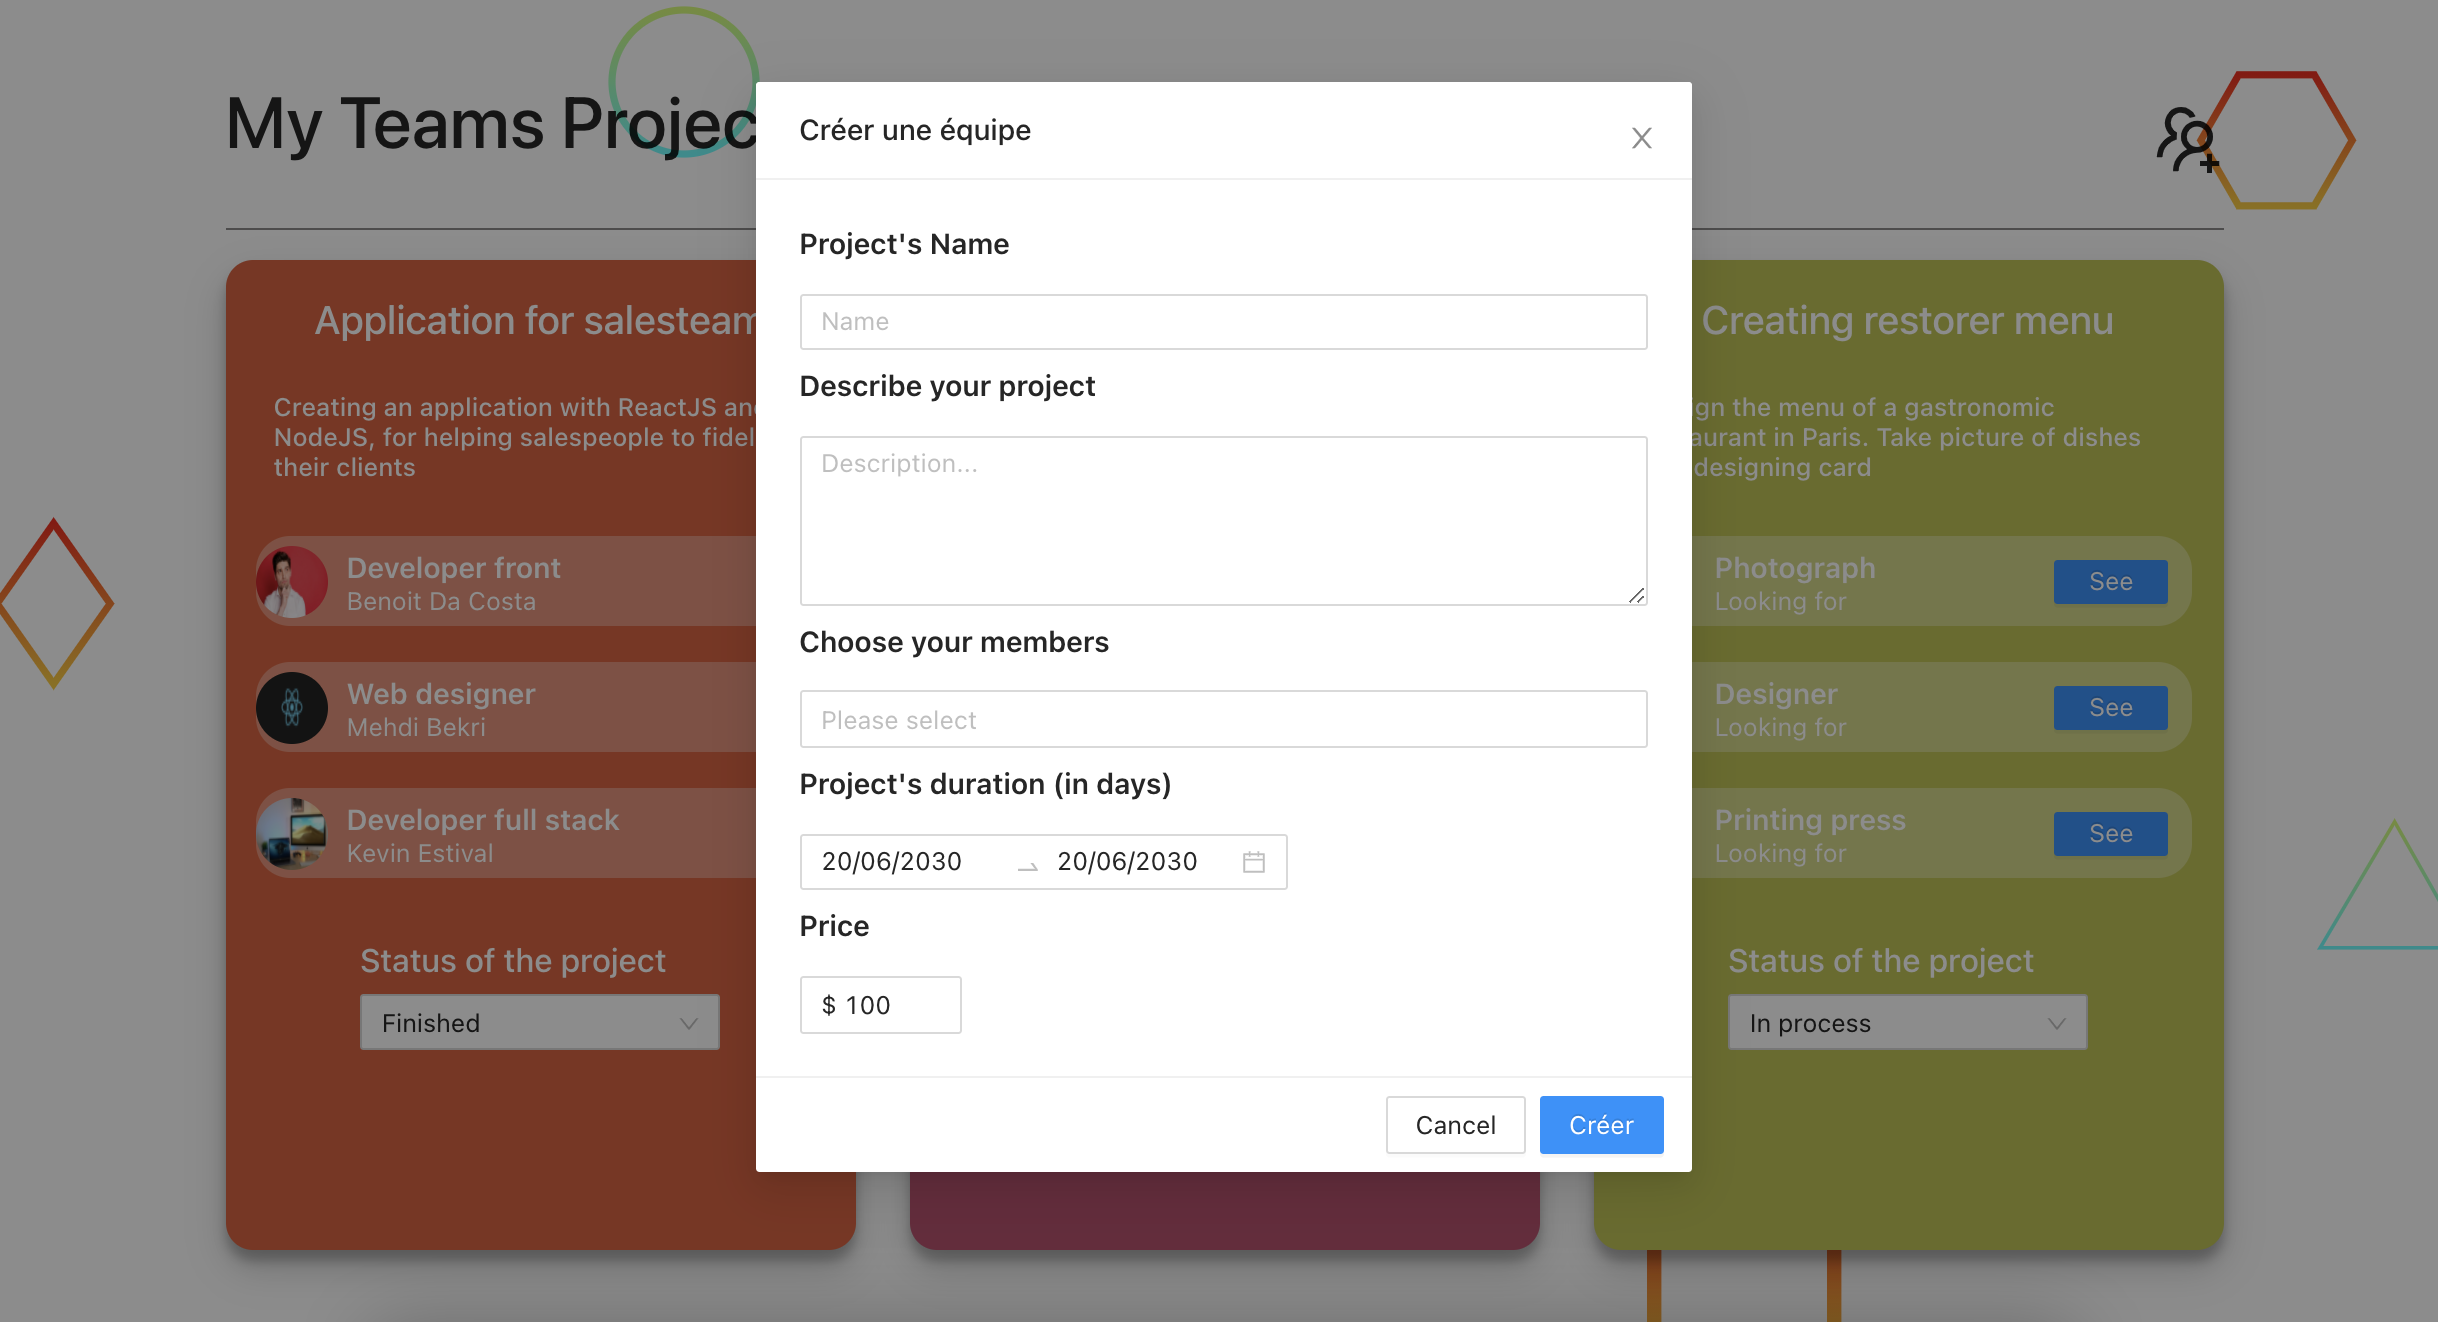 My Teams Projec
Créer une équipe
Project's Name
Name
Describe your project
Description...
Choose your members
Please select
Project's duration (in days)
20/06/2030 20/06/2030
Price
$ 100
Cancel Créer
Application for salesteam
Creating an application with ReactJS and
NodeJS, for helping salespeople to fidel
their clients
Developer front
Benoit Da Costa
Web designer
Mehdi Bekri
Developer full stack
Kevin Estival
Status of the project
Finished
Creating restorer menu
ign the menu of a gastronomic
aurant in Paris. Take picture of dishes
designing card
Photograph
Looking for
See
Designer
Looking for
See
Printing press
Looking for
See
Status of the project
In process